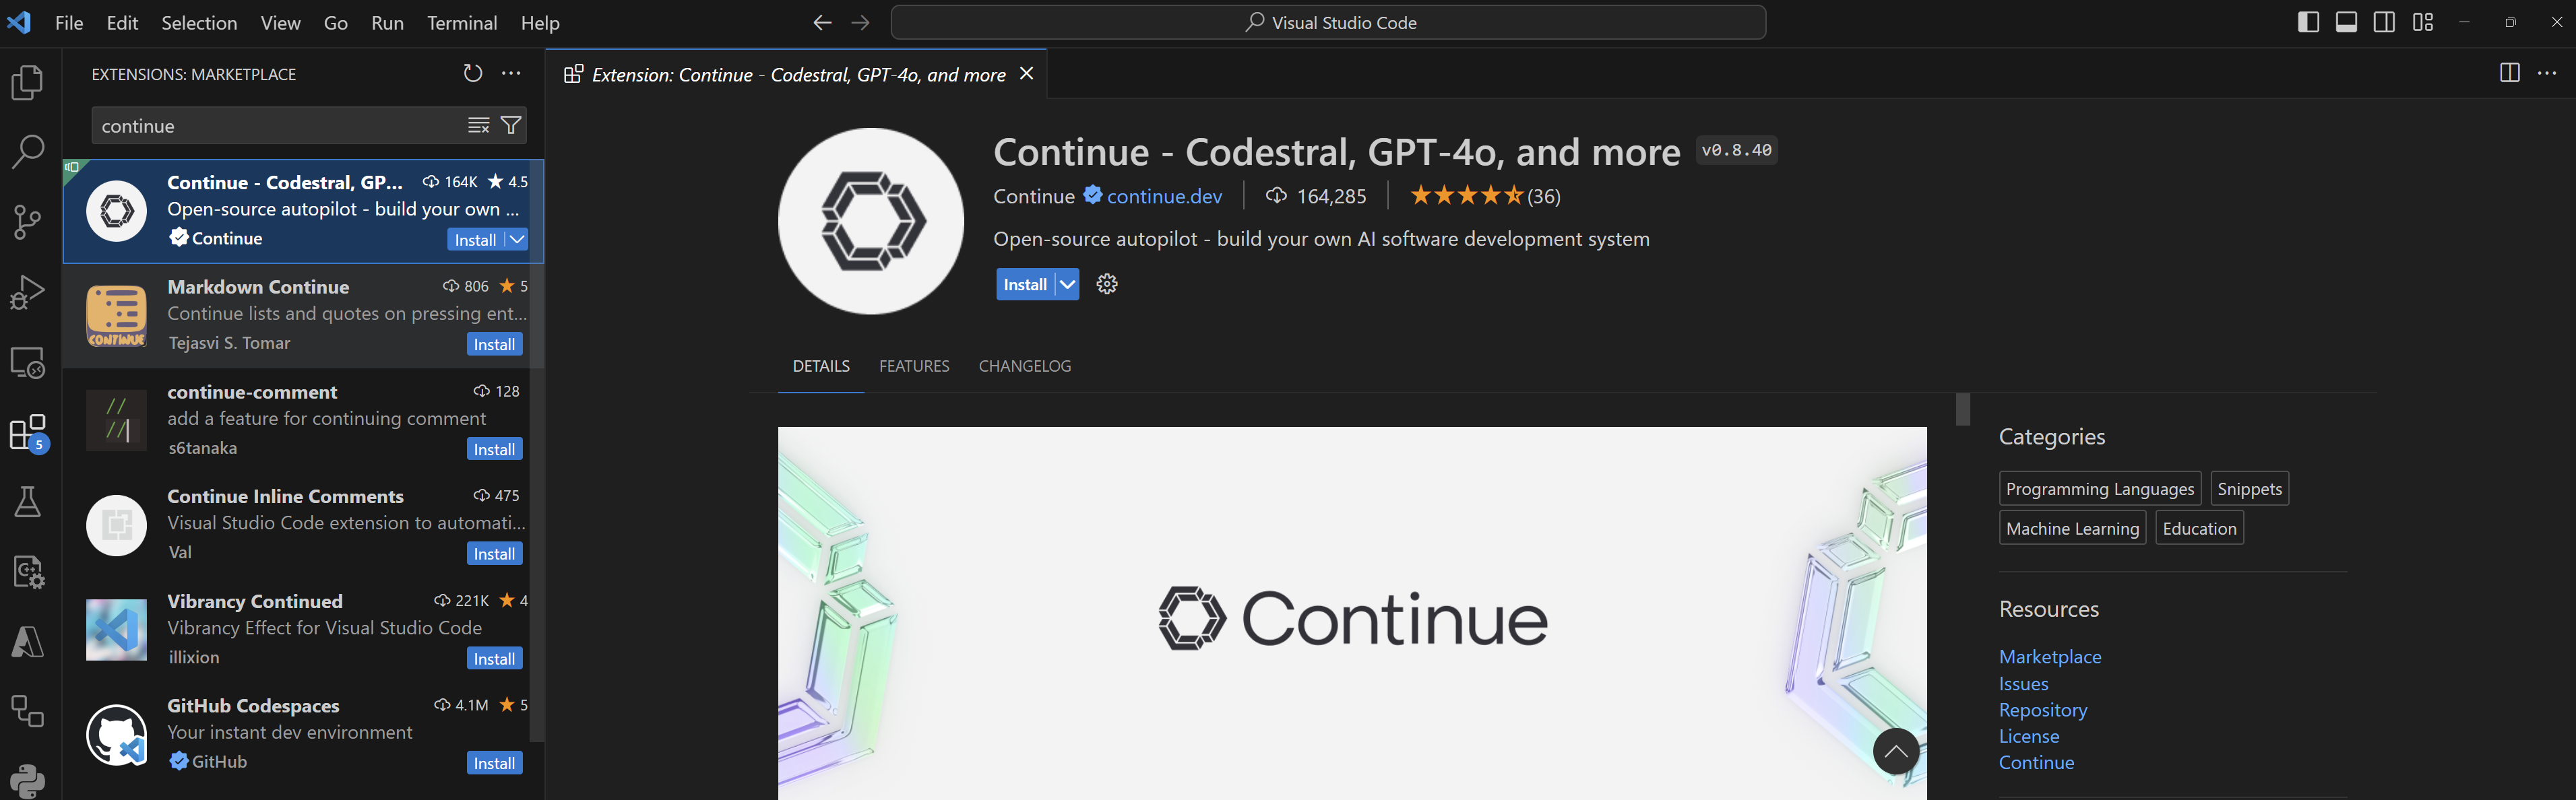 File Edit Selection View Go Run Terminal Help
Visual Studio Code
EXTENSIONS: MARKETPLACE
continue
Continue - Codestral, GP... 164K 4.5
Open-source autopilot - build your own ...
Continue Install
Markdown Continue 806 5
Continue lists and quotes on pressing ent...
Tejasvi S. Tomar Install
CONTINUE
continue-comment 128
add a feature for continuing comment
s6tanaka Install
//
//
Continue Inline Comments 475
Visual Studio Code extension to automati...
Val Install
Vibrancy Continued 221K 4
Vibrancy Effect for Visual Studio Code
illixion Install
GitHub Codespaces 4.1M 5
Your instant dev environment
GitHub Install
5
Extension: Continue - Codestral, GPT-4o, and more
Continue - Codestral, GPT-4o, and more v0.8.40
Continue continue.dev 164,285 (36)
Open-source autopilot - build your own AI software development system
Install
DETAILS FEATURES CHANGELOG
Continue
Categories
Programming Languages Snippets
Machine Learning Education
Resources
Marketplace
Issues
Repository
License
Continue